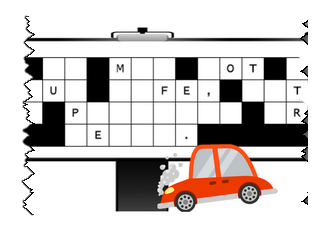 M OT
U FE, T
P R
E .